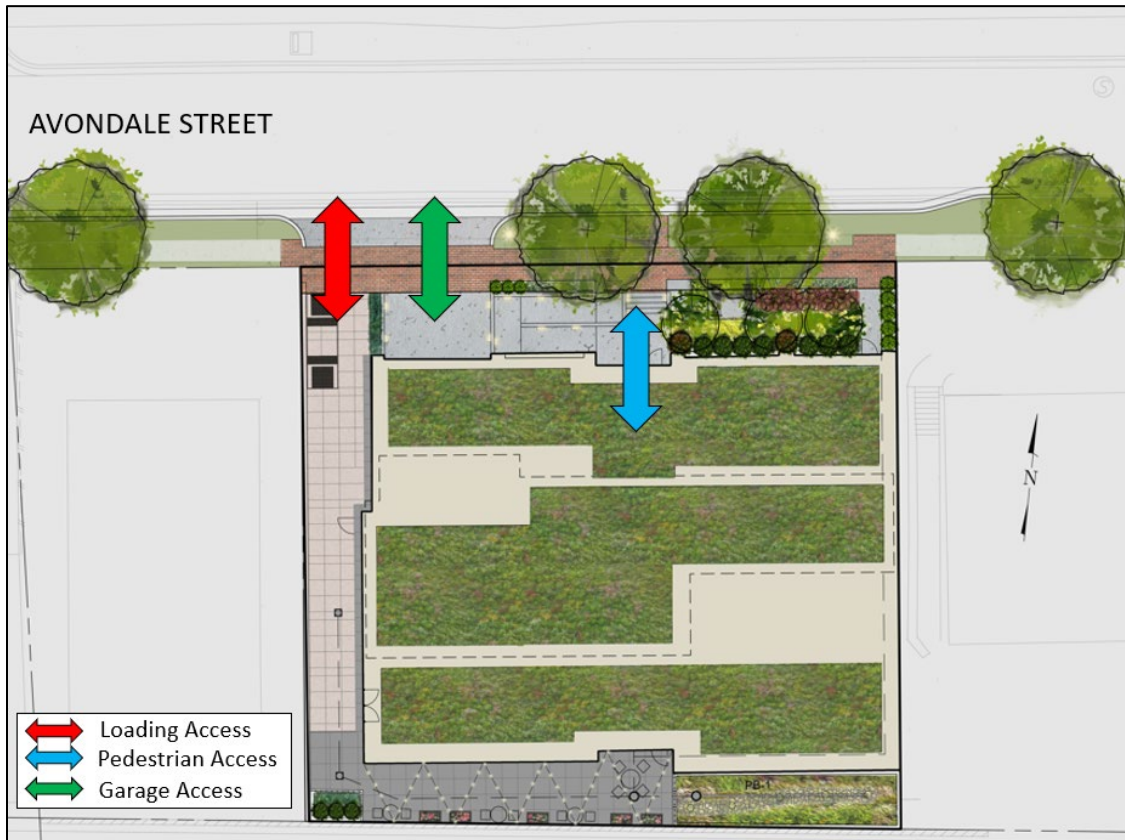 AVONDALE STREET
S
N
Loading Access
Pedestrian Access
Garage Access
PB-1